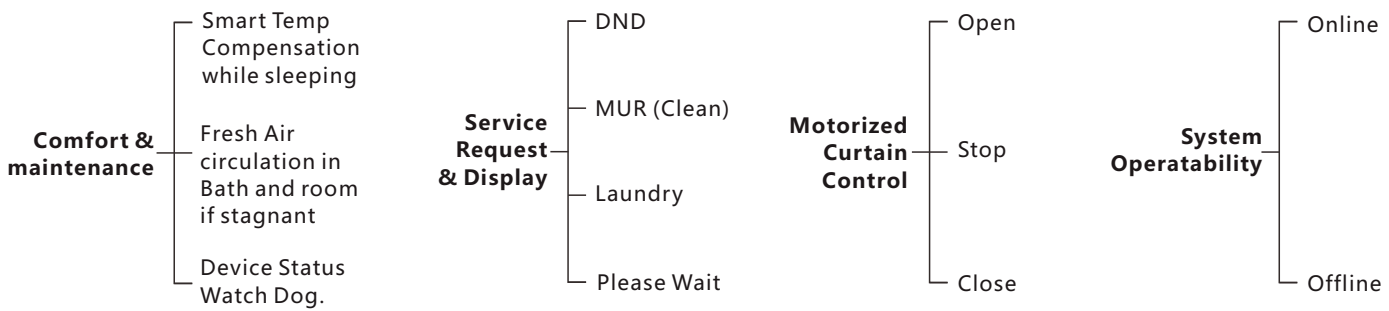 Comfort &
maintenance
Smart Temp
Compensation
while sleeping
Fresh Air
circulation in
Bath and room
if stagnant
Device Status
Watch Dog.
Service
Request
& Display
DND
MUR (Clean)
Laundry
Please Wait
Motorized
Curtain
Control
Open
Stop
Close
System
Operatability
Online
Offline